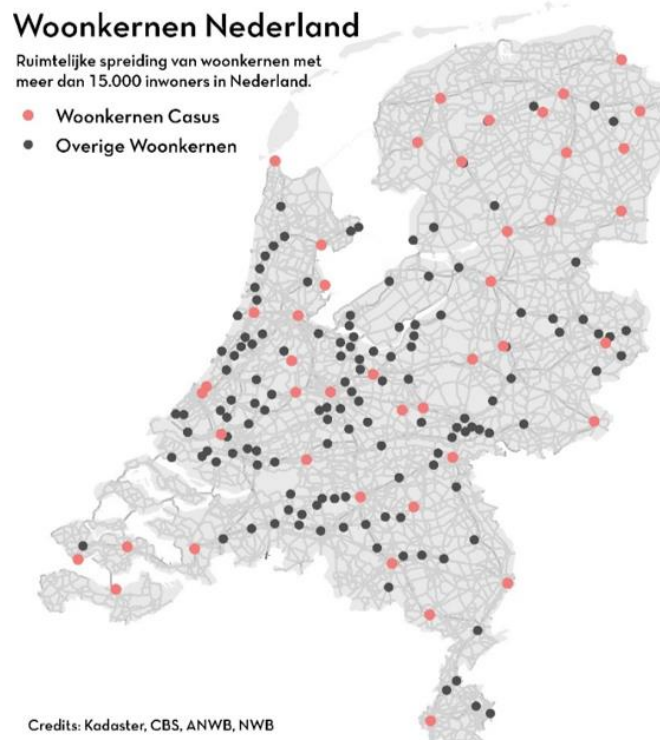 Woonkernen Nederland
Ruimtelijke spreiding van woonkernen met
meer dan 15.000 inwoners in Nederland.
Woonkernen Casus
Overige Woonkernen
Credits: Kadaster, CBS, ANWB, NWB